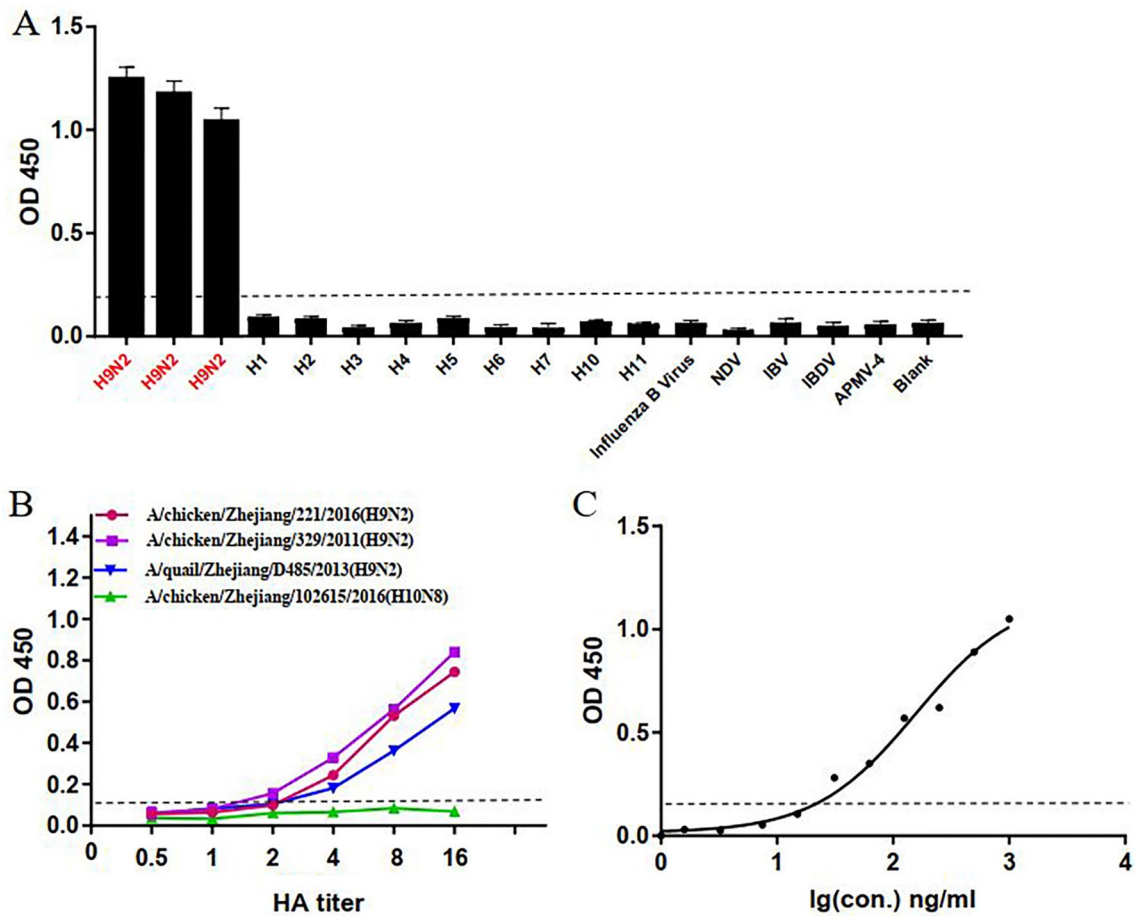 A
1.5
1.0
0.5
0.0
OD 450
H9N2 H9N2 H9N2 H1 H2 H3 H4 H5 H6 H7 H10 H11 Influenza B Virus NDV IBV IBDV APMV-4 Blank
B
A/chicken/Zhejiang/221/2016(H9N2)
A/chicken/Zhejiang/329/2011(H9N2)
A/quail/Zhejiang/D485/2013(H9N2)
A/chicken/Zhejiang/102615/2016(H10N8)
1.4
1.2
1.0
0.8
0.6
0.4
0.2
0.0
OD 450
0 0.5 1 2 4 8 16
HA titer
C
1.5
1.0
0.5
0.0
OD 450
0 1 2 3 4
lg(con.) ng/ml